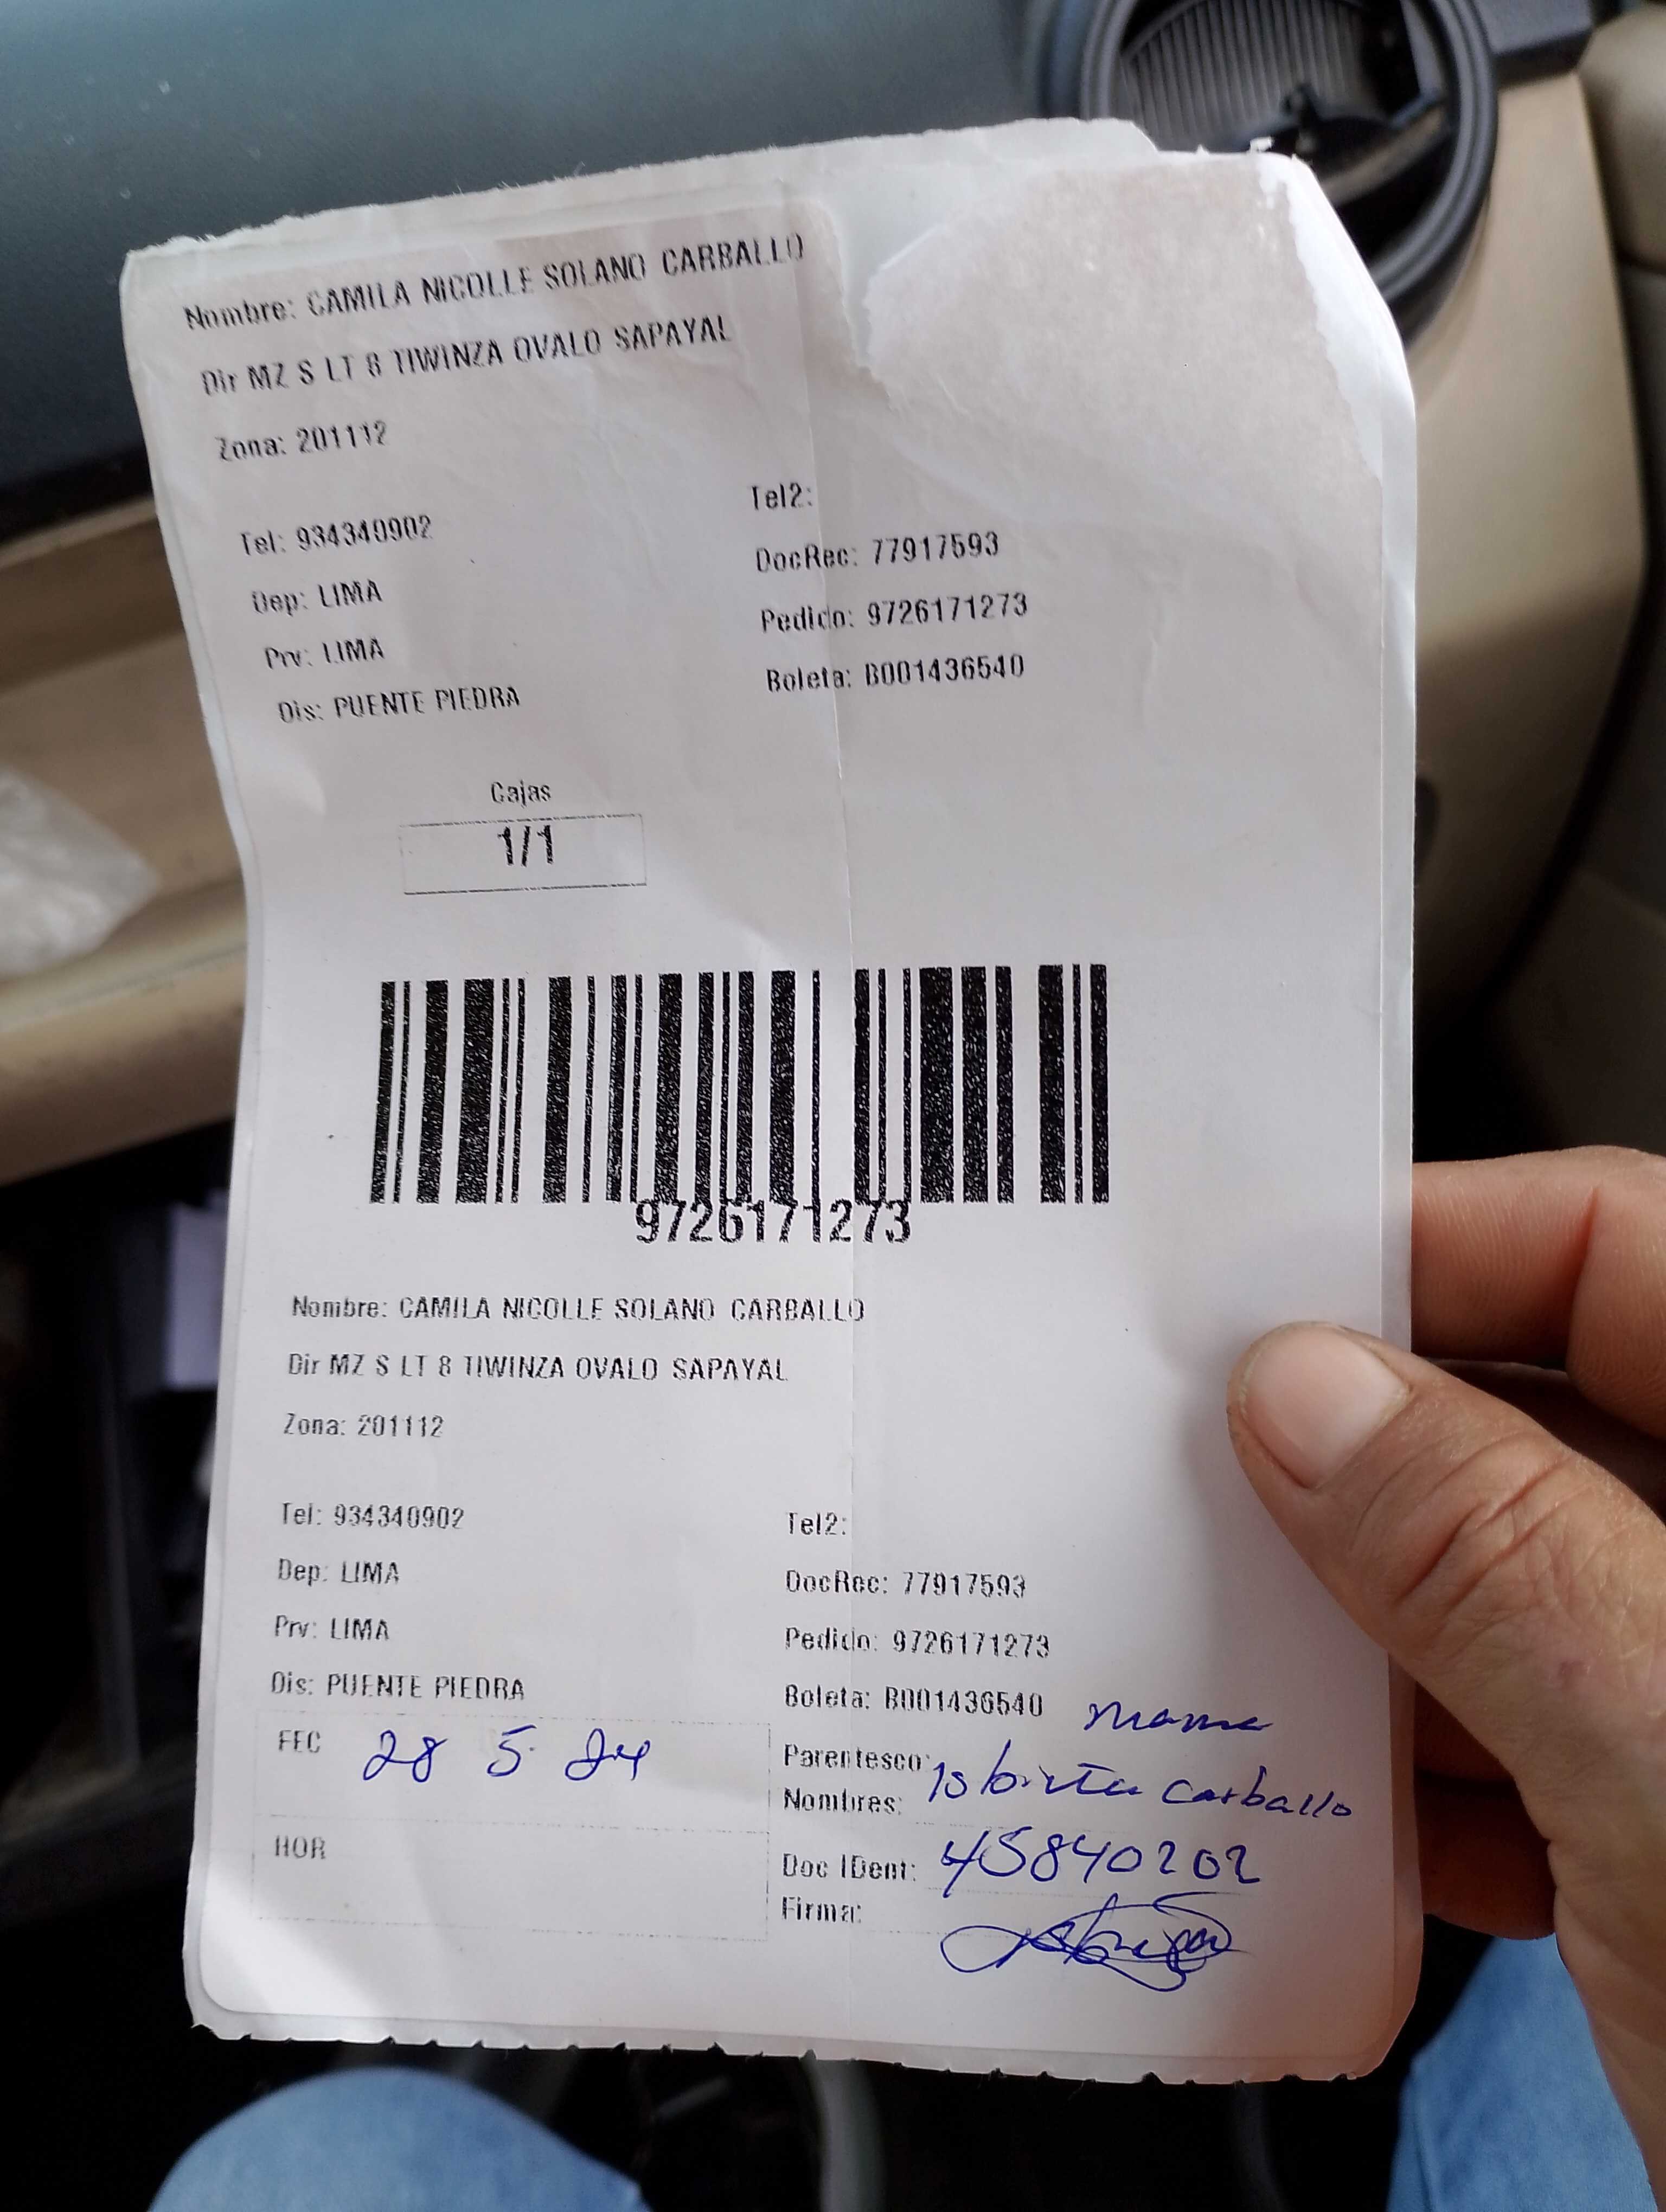 Nombre: CAMILA NICOLLE SOLANO CARBALLO
Dir MZ S LT 8 TIWINZA OVALO SAPAYAL
Zona: 201112
Tel: 934340902 Tel2:
Dep: LIMA DocRec: 77917593
Prv: LIMA Pedido: 9726171273
Dis: PUENTE PIEDRA Boleta: B001436540
Cajas
1/1
9726171273
Nombre: CAMILA NICOLLE SOLANO CARBALLO
Dir MZ S LT 8 TIWINZA OVALO SAPAYAL
Zona: 201112
Tel: 934340902 Tel2:
Dep: LIMA DocRec: 77917593
Prv: LIMA Pedido: 9726171273
Dis: PUENTE PIEDRA Boleta: B001436540
FEC 28 5 24 Parentesco: mama
Nombres: Carballo
HOR Doc IDent: 45840202
Firma: